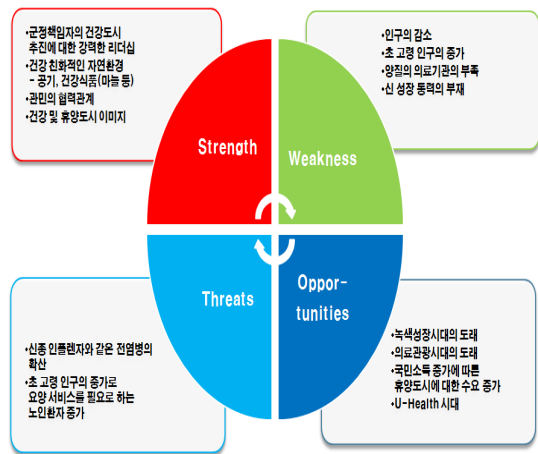 •군정책임자의 건강도시
추진에 대한 강력한 리더십
•건강 친화적인 자연환경
- 공기, 건강식품(마늘 등)
•관민의 협력관계
•건강 및 휴양도시 이미지
Strength
•인구의 감소
•초 고령 인구의 증가
•양질의 의료기관의 부족
•신 성장 동력의 부재
Weakness
Threats
•신종 인플렌자와 같은 전염병의
확산
•초 고령 인구의 증가로
요양 서비스를 필요로 하는
노인환자 증가
Oppor-
tunities
•녹색성장시대의 도래
•의료관광시대의 도래
•국민소득 증가에 따른
휴양도시에 대한 수요 증가
•U-Health 시대